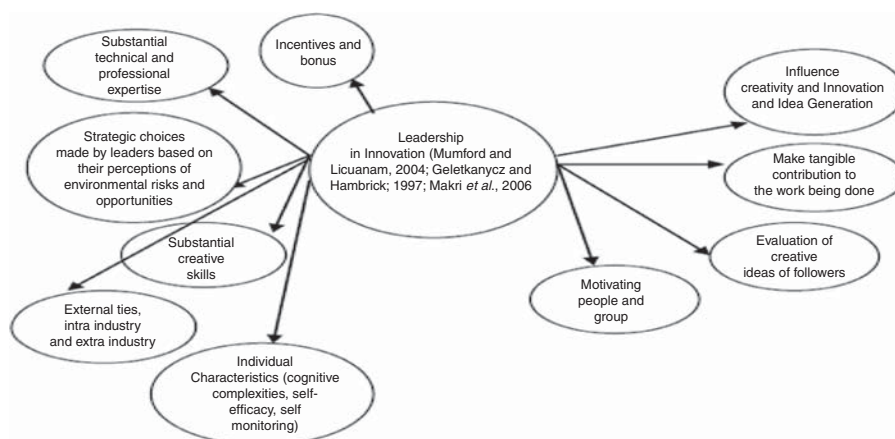 Substantial
technical and
professional
expertise
Incentives and
bonus
Strategic choices
made by leaders based on
their perceptions of
environmental risks and
opportunities
Substantial
creative
skills
External ties,
intra industry
and extra industry
Individual
Characteristics (cognitive
complexities, self-
efficacy, self
monitoring)
Leadership
in Innovation (Mumford and
Licuanam, 2004; Geletkanycz and
Hambrick; 1997; Makri et al., 2006
Influence
creativity and Innovation
and Idea Generation
Make tangible
contribution to
the work being done
Evaluation of
creative
ideas of followers
Motivating
people and
group